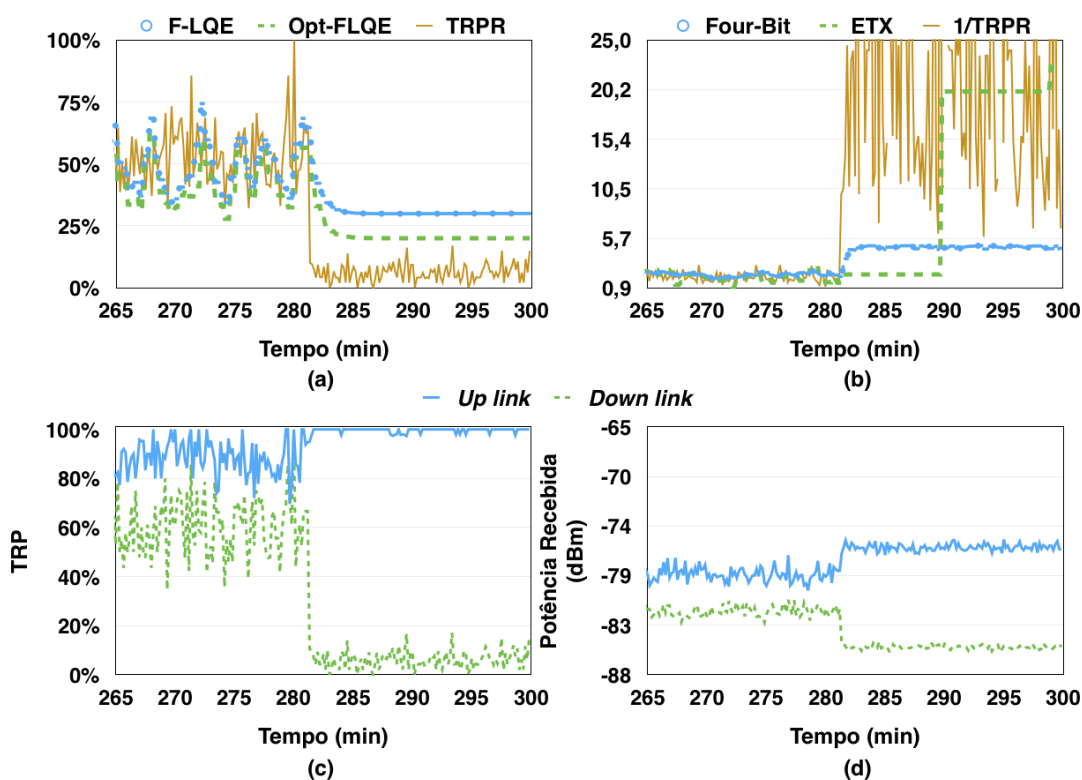 F-LQE Opt-FLQE TRPR
100%
75%
50%
25%
0%
265 270 275 280 285 290 295 300
Tempo (min)
(a)
Four-Bit ETX 1/TRPR
25,0
20,2
15,4
10,5
5,7
0,9
265 270 275 280 285 290 295 300
Tempo (min)
(b)
Up link Down link
TRP
100%
80%
60%
40%
20%
0%
265 270 275 280 285 290 295 300
Tempo (min)
(c)
Potência Recebida
(dBm)
-65
-70
-74
-79
-83
-88
265 270 275 280 285 290 295 300
Tempo (min)
(d)